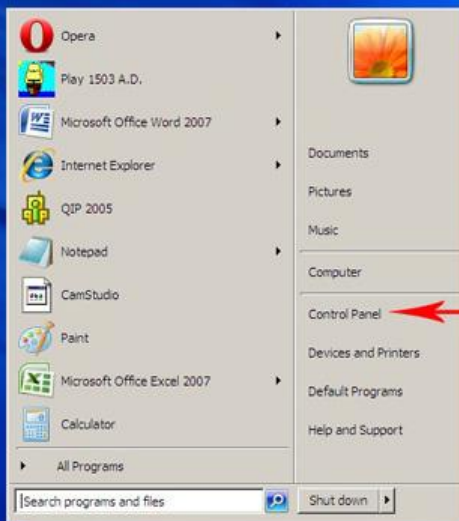 Opera
Play 1503 A.D.
Microsoft Office Word 2007
Internet Explorer
QIP 2005
Notepad
CamStudio
Paint
Microsoft Office Excel 2007
Calculator
All Programs
Search programs and files
Documents
Pictures
Music
Computer
Control Panel
Devices and Printers
Default Programs
Help and Support
Shut down